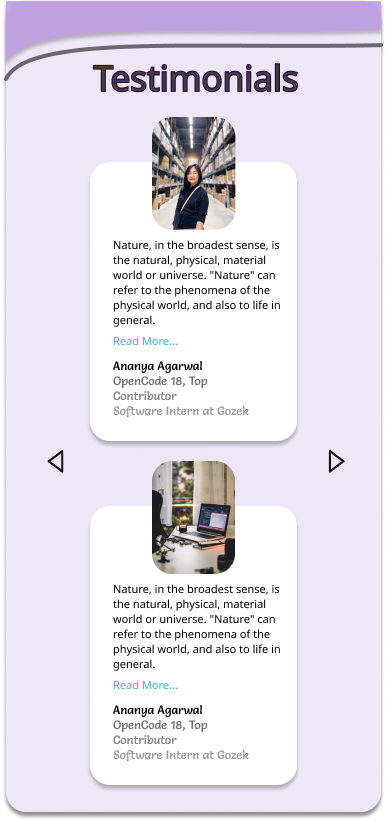 Testimonials
Nature, in the broadest sense, is
the natural, physical, material
world or universe. "Nature" can
refer to the phenomena of the
physical world, and also to life in
general.
Read More...
Ananya Agarwal
OpenCode 18, Top
Contributor
Software Intern at Gozek
Nature, in the broadest sense, is
the natural, physical, material
world or universe. "Nature" can
refer to the phenomena of the
physical world, and also to life in
general.
Read More...
Ananya Agarwal
OpenCode 18, Top
Contributor
Software Intern at Gozek